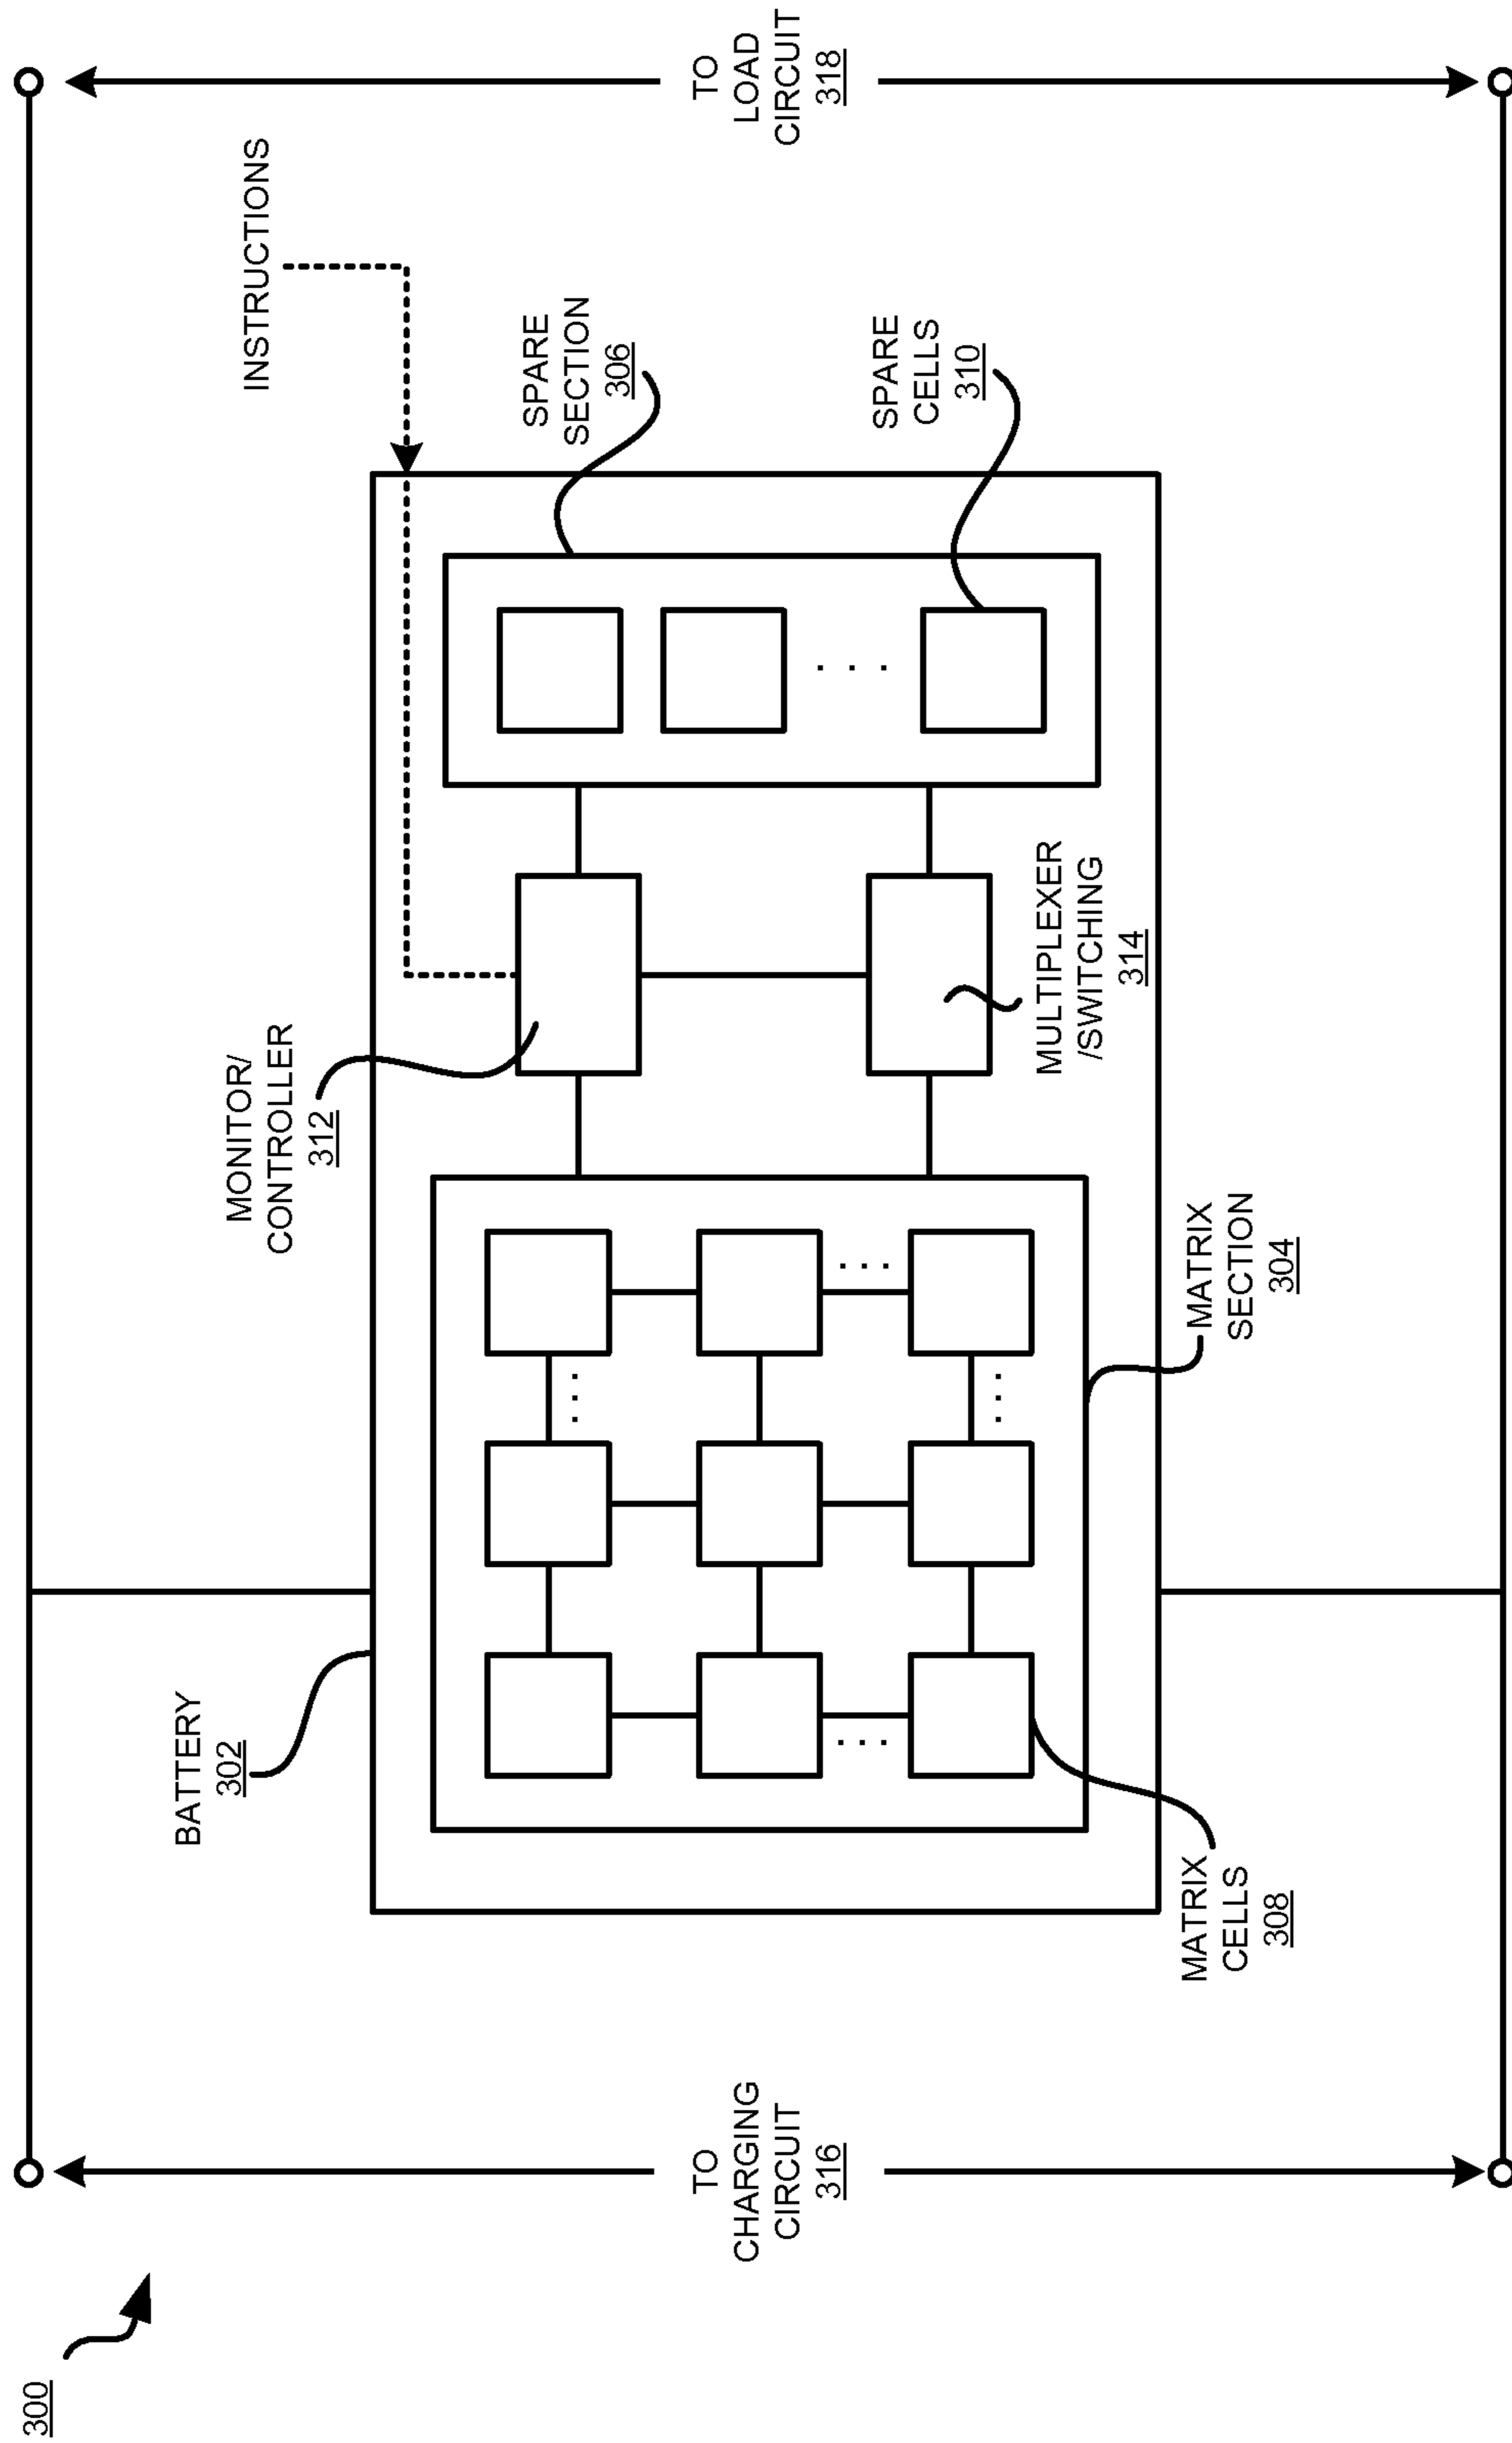 300
TO
CHARGING
CIRCUIT
316
BATTERY
302
MONITOR/
CONTROLLER
312
INSTRUCTIONS
SPARE
SECTION
306
SPARE
CELLS
310
MULTIPLEXER
/SWITCHING
314
MATRIX
SECTION
304
MATRIX
CELLS
308
TO
LOAD
CIRCUIT
318